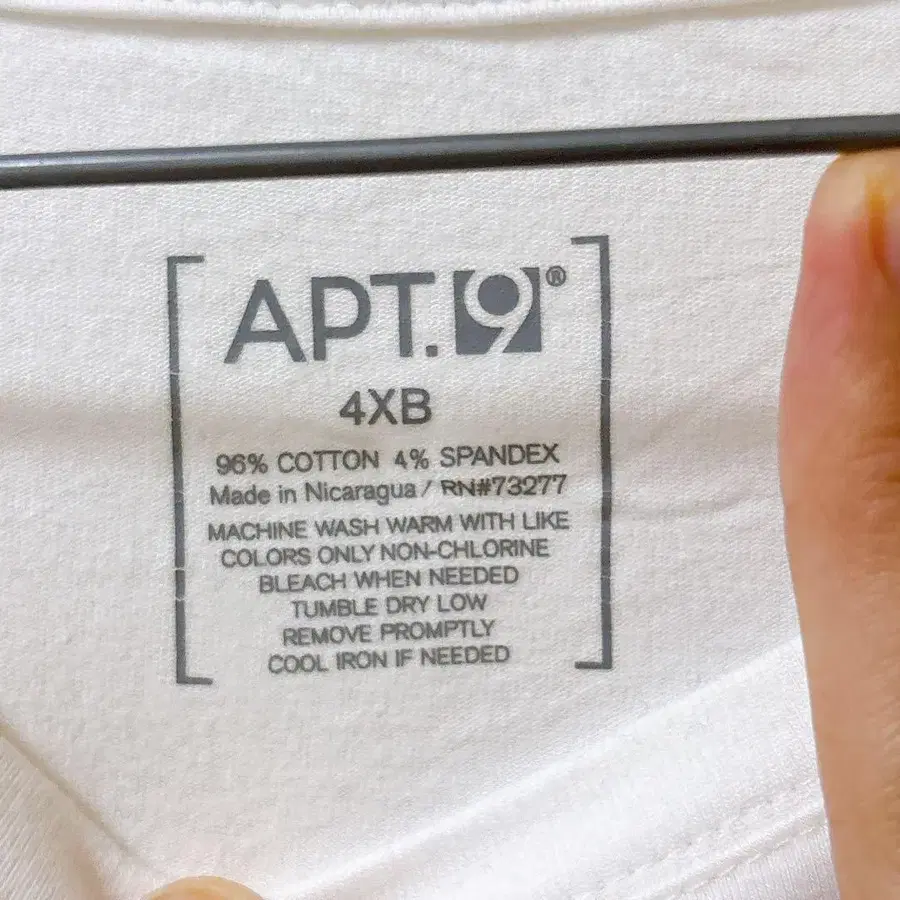 APT.9®
4XB
96% COTTON 4% SPANDEX
Made in Nicaragua / RN#73277
MACHINE WASH WARM WITH LIKE
COLORS ONLY NON-CHLORINE
BLEACH WHEN NEEDED
TUMBLE DRY LOW
REMOVE PROMPTLY
COOL IRON IF NEEDED